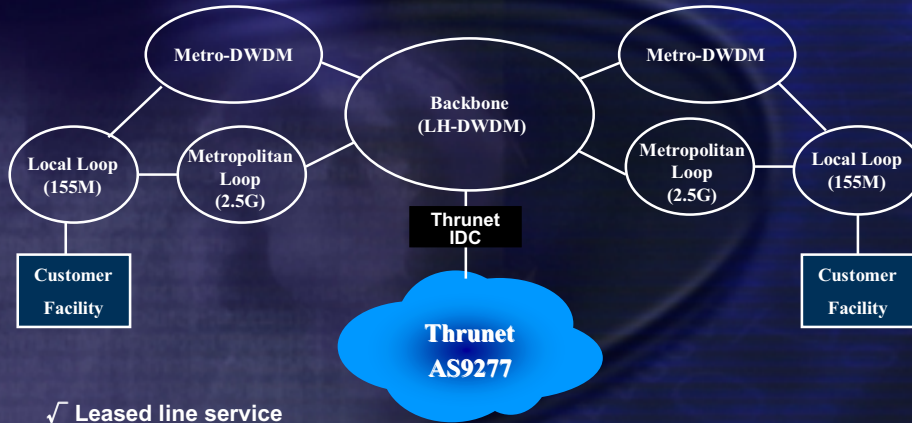 Metro-DWDM
Metro-DWDM
Backbone
(LH-DWDM)
Local Loop
(155M)
Metropolitan
Loop
(2.5G)
Metropolitan
Loop
(2.5G)
Local Loop
(155M)
Thrunet
IDC
Customer
Facility
Customer
Facility
Thrunet
AS9277
√ Leased line service